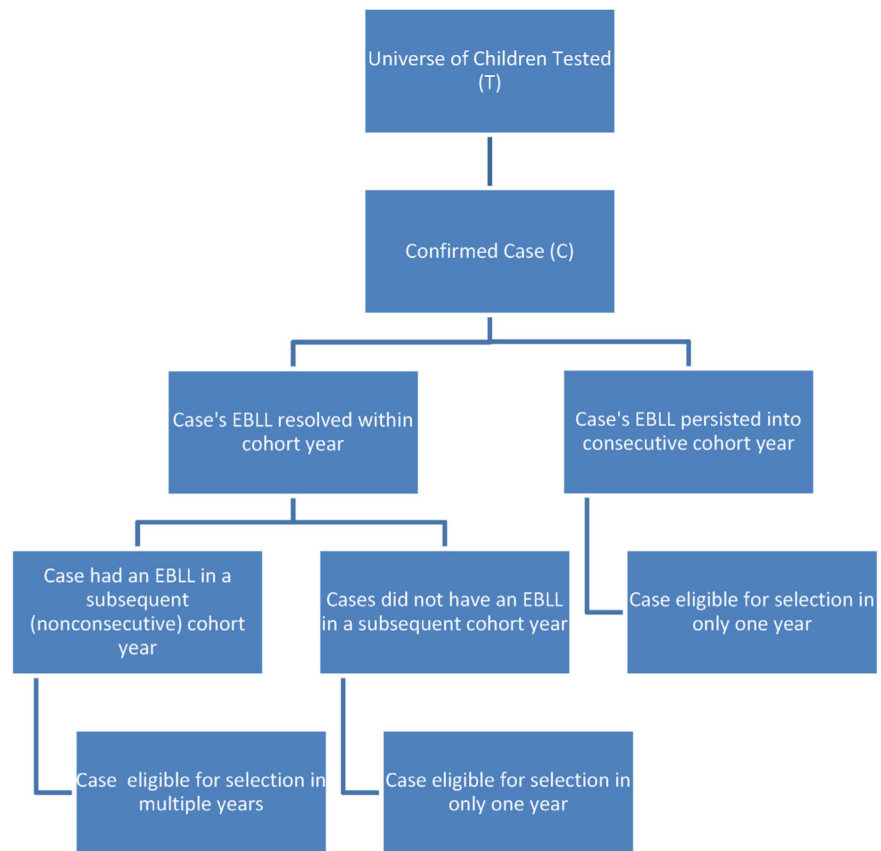 Universe of Children Tested
(T)
Confirmed Case (C)
Case's EBLL resolved within
cohort year
Case's EBLL persisted into
consecutive cohort year
Case had an EBLL in a
subsequent
(nonconsecutive) cohort
year
Cases did not have an EBLL
in a subsequent cohort year
Case eligible for selection in
only one year
Case eligible for selection in
multiple years
Case eligible for selection in
only one year